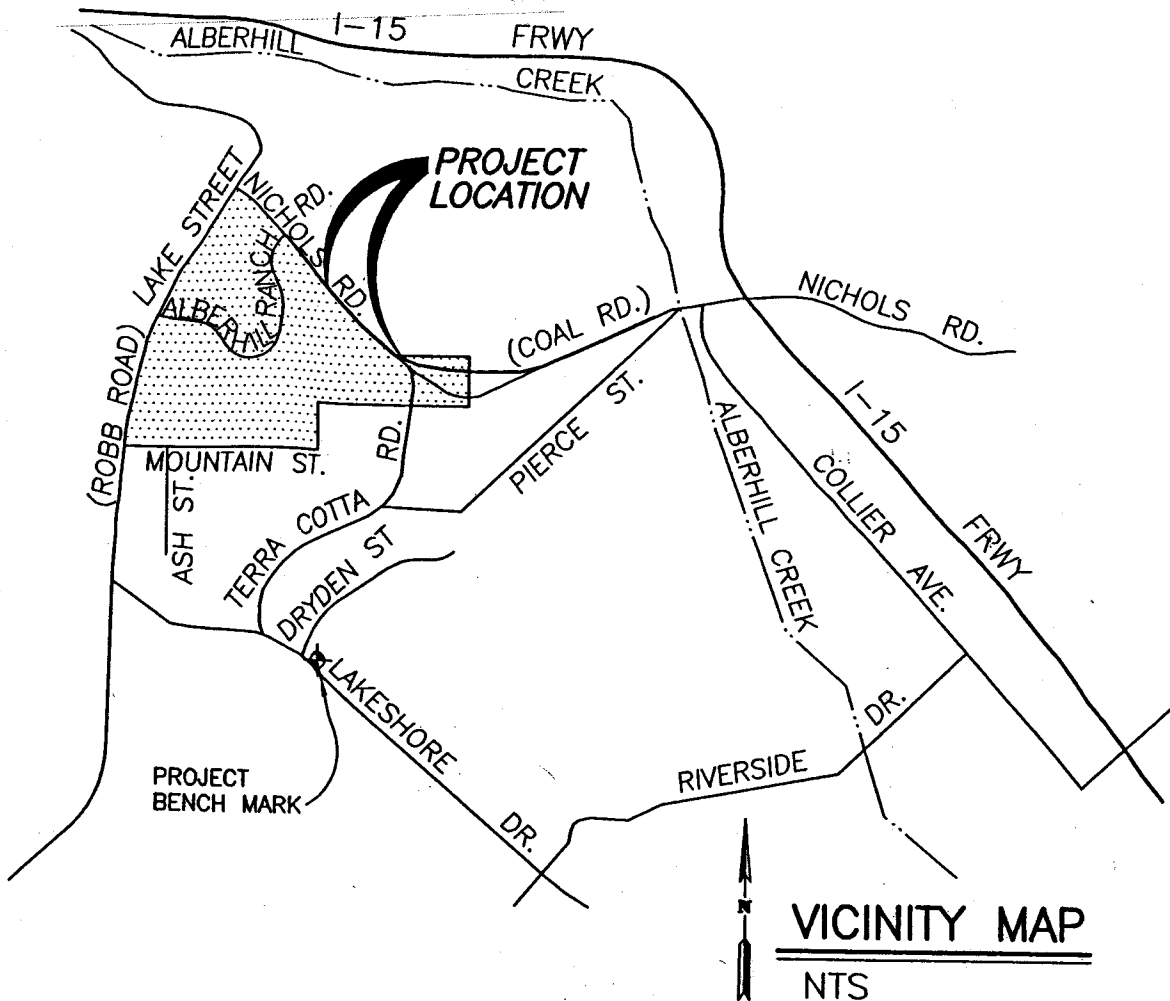 I-15 FRWY
ALBERHILL
CREEK
PROJECT
LOCATION
LAKE STREET
(ROBB ROAD)
NICHOLS RD.
ALBERHILL RANCH RD.
NICHOLS RD.
(COAL RD.)
PIERCE ST.
MOUNTAIN ST.
ASH ST.
TERRA COTTA RD.
DRYDEN ST
LAKESHORE DR.
PROJECT
BENCH MARK
ALBERHILL CREEK
COLLIER AVE.
I-15 FRWY
RIVERSIDE DR.
N
VICINITY MAP
NTS